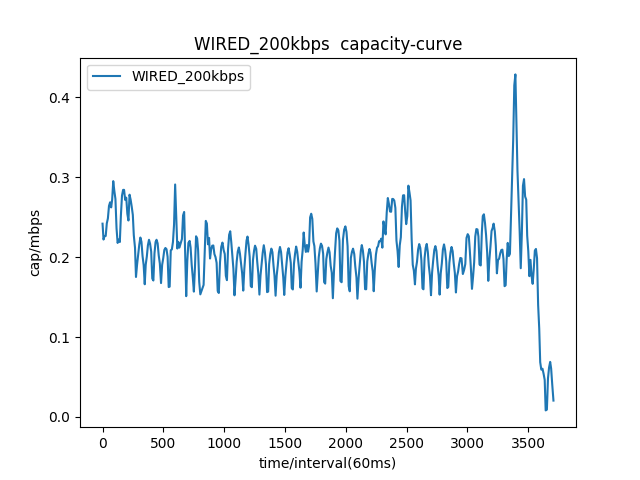 WIRED_200kbps  capacity-curve
WIRED_200kbps
cap/mbps
0.4
0.3
0.2
0.1
0.0
0 500 1000 1500 2000 2500 3000 3500
time/interval(60ms)